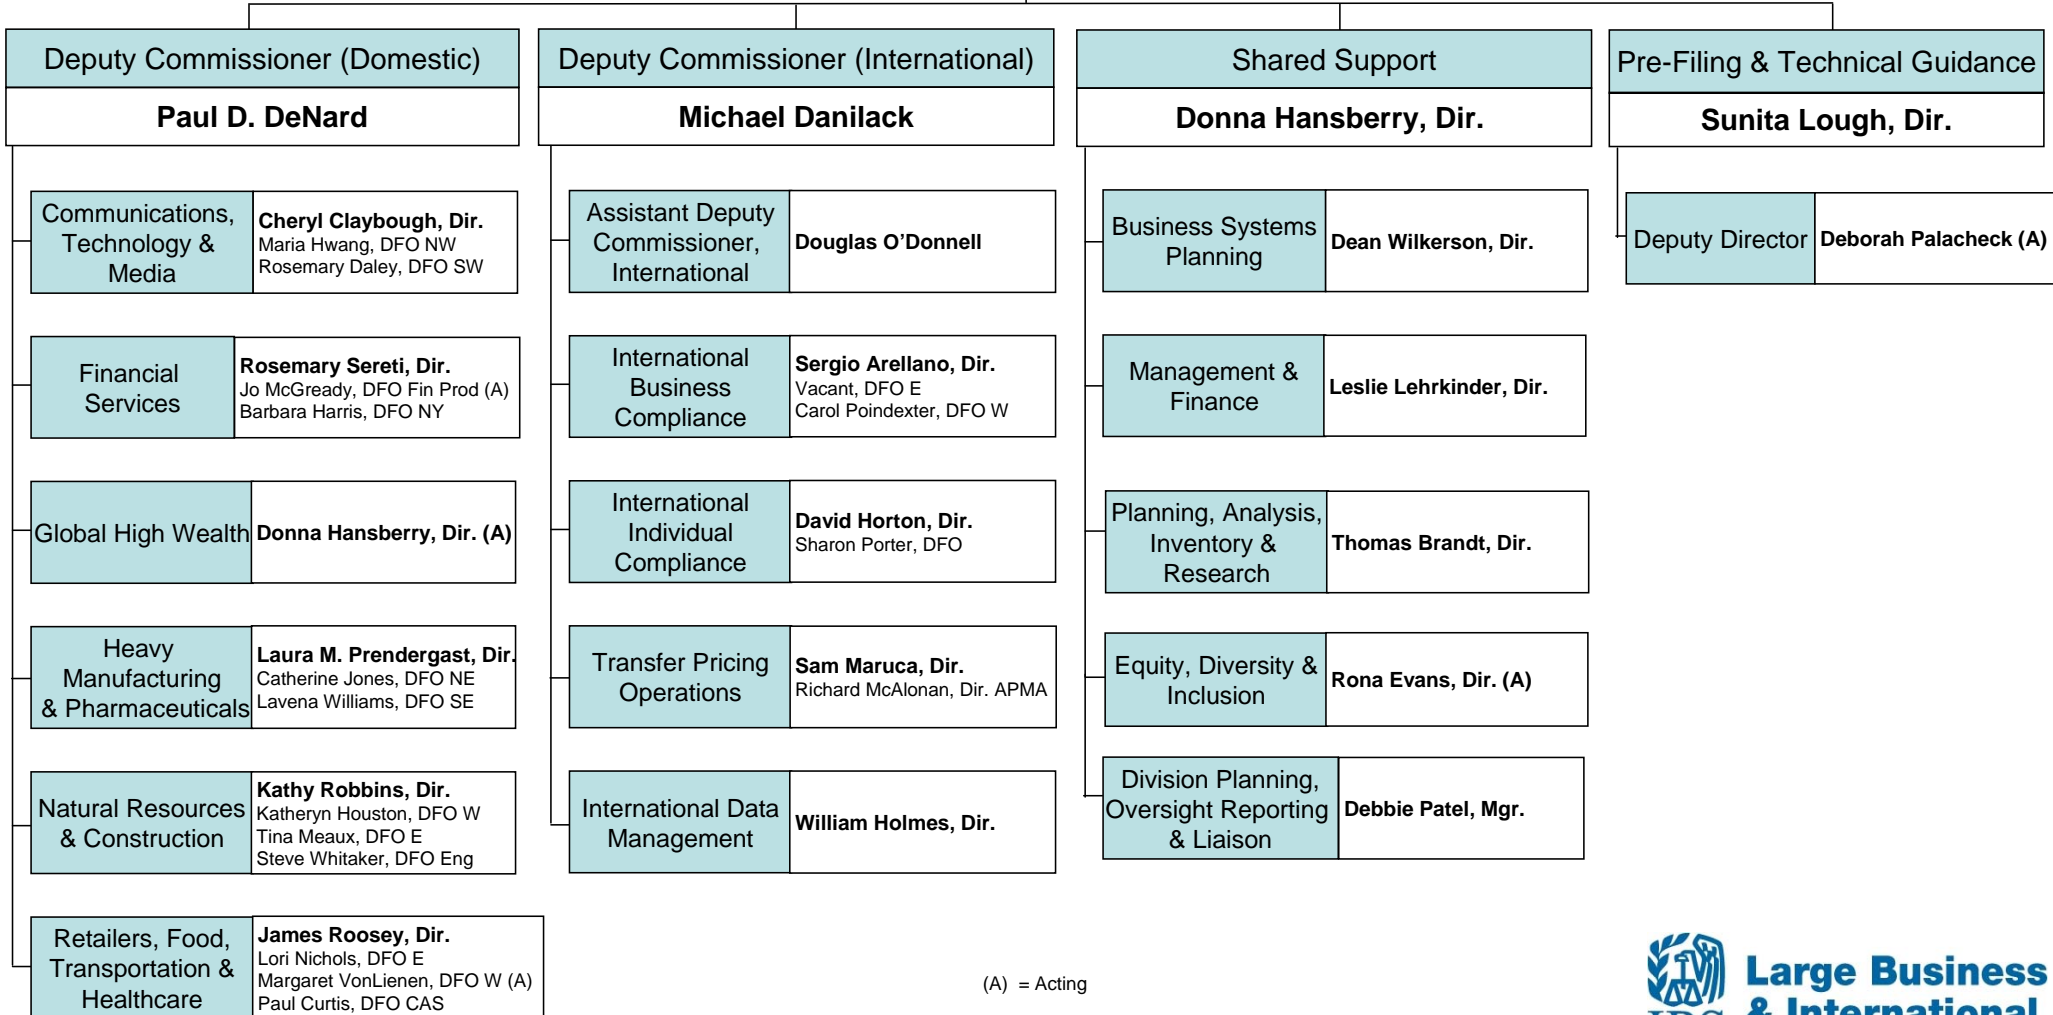 Deputy Commissioner (Domestic)
Paul D. DeNard
Communications,
Technology &
Media
Cheryl Claybough, Dir.
Maria Hwang, DFO NW
Rosemary Daley, DFO SW
Financial
Services
Rosemary Sereti, Dir.
Jo McGready, DFO Fin Prod (A)
Barbara Harris, DFO NY
Global High Wealth
Donna Hansberry, Dir. (A)
Heavy
Manufacturing
& Pharmaceuticals
Laura M. Prendergast, Dir.
Catherine Jones, DFO NE
Lavena Williams, DFO SE
Natural Resources
& Construction
Kathy Robbins, Dir.
Katheryn Houston, DFO W
Tina Meaux, DFO E
Steve Whitaker, DFO Eng
Retailers, Food,
Transportation &
Healthcare
James Roosey, Dir.
Lori Nichols, DFO E
Margaret VonLienen, DFO W (A)
Paul Curtis, DFO CAS
Deputy Commissioner (International)
Michael Danilack
Assistant Deputy
Commissioner,
International
Douglas O’Donnell
International
Business
Compliance
Sergio Arellano, Dir.
Vacant, DFO E
Carol Poindexter, DFO W
International
Individual
Compliance
David Horton, Dir.
Sharon Porter, DFO
Transfer Pricing
Operations
Sam Maruca, Dir.
Richard McAlonan, Dir. APMA
International Data
Management
William Holmes, Dir.
Shared Support
Donna Hansberry, Dir.
Business Systems
Planning
Dean Wilkerson, Dir.
Management &
Finance
Leslie Lehrkinder, Dir.
Planning, Analysis,
Inventory &
Research
Thomas Brandt, Dir.
Equity, Diversity &
Inclusion
Rona Evans, Dir. (A)
Division Planning,
Oversight Reporting
& Liaison
Debbie Patel, Mgr.
Pre-Filing & Technical Guidance
Sunita Lough, Dir.
Deputy Director
Deborah Palacheck (A)
(A) = Acting
IRS
Large Business
& International